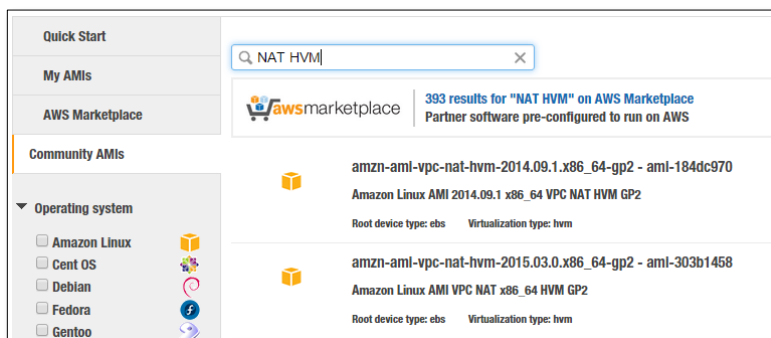 Quick Start
My AMIs
AWS Marketplace
Community AMIs
Operating system
Amazon Linux
Cent OS
Debian
Fedora
Gentoo
NAT HVM
awsmarketplace
393 results for "NAT HVM" on AWS Marketplace
Partner software pre-configured to run on AWS
amzn-ami-vpc-nat-hvm-2014.09.1.x86_64-gp2 - ami-184dc970
Amazon Linux AMI 2014.09.1 x86_64 VPC NAT HVM GP2
Root device type: ebs Virtualization type: hvm
amzn-ami-vpc-nat-hvm-2015.03.0.x86_64-gp2 - ami-303b1458
Amazon Linux AMI VPC NAT x86_64 HVM GP2
Root device type: ebs Virtualization type: hvm